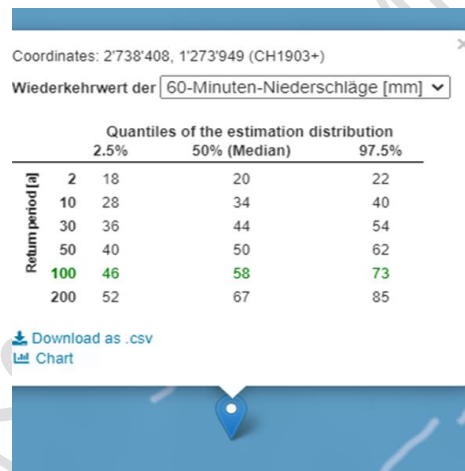 ×
Coordinates: 2'738'408, 1'273'949 (CH1903+)
Wiederkehrwert der 60-Minuten-Niederschläge [mm]
Quantiles of the estimation distribution
2.5% 50% (Median) 97.5%
Return period [a]
2 18 20 22
10 28 34 40
30 36 44 54
50 40 50 62
100 46 58 73
200 52 67 85
Download as .csv
Chart